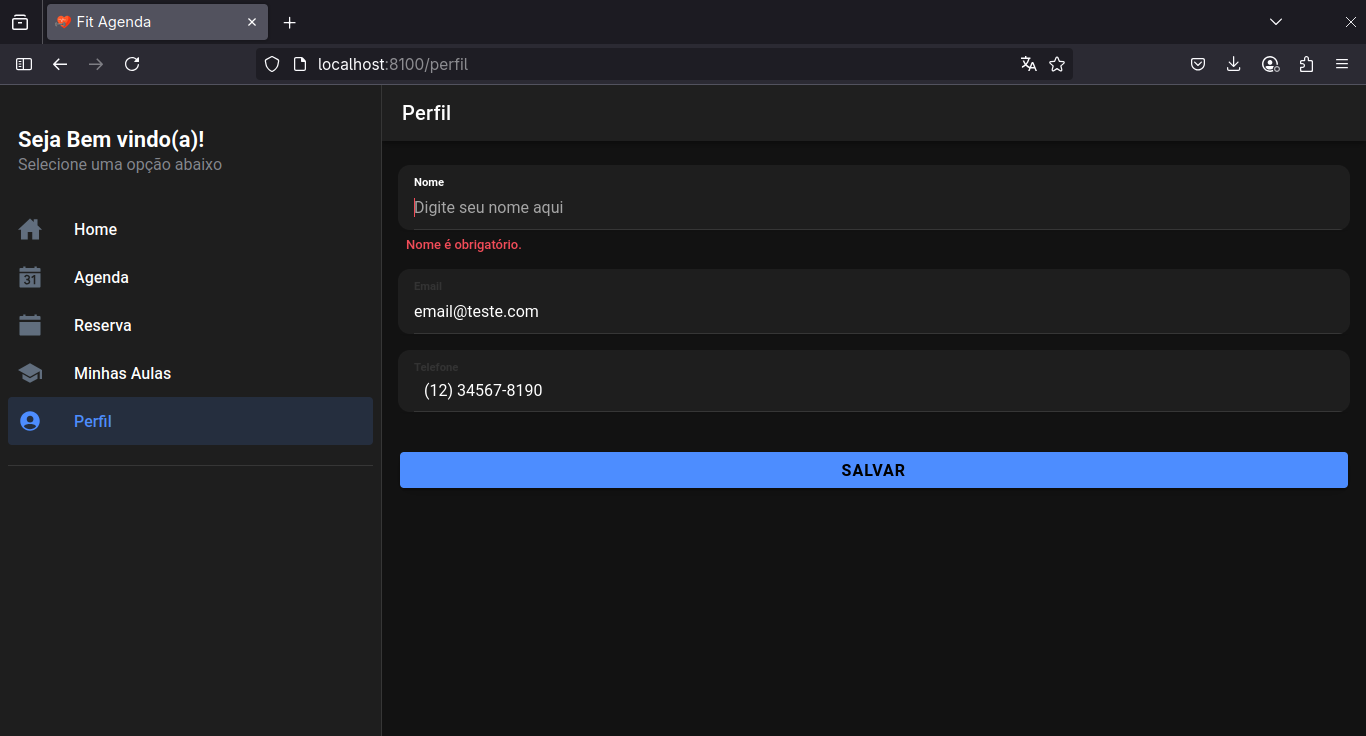 Fit Agenda
localhost:8100/perfil
Seja Bem vindo(a)!
Selecione uma opção abaixo
Home
31
Agenda
Reserva
Minhas Aulas
Perfil
Perfil
Nome
Digite seu nome aqui
Nome é obrigatório.
Email
email@teste.com
Telefone
(12) 34567-8190
SALVAR